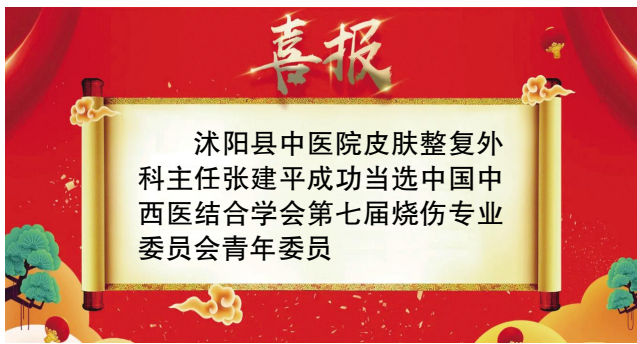 喜报
沭阳县中医院皮肤整复外
科主任张建平成功当选中国中
西医结合学会第七届烧伤专业
委员会青年委员